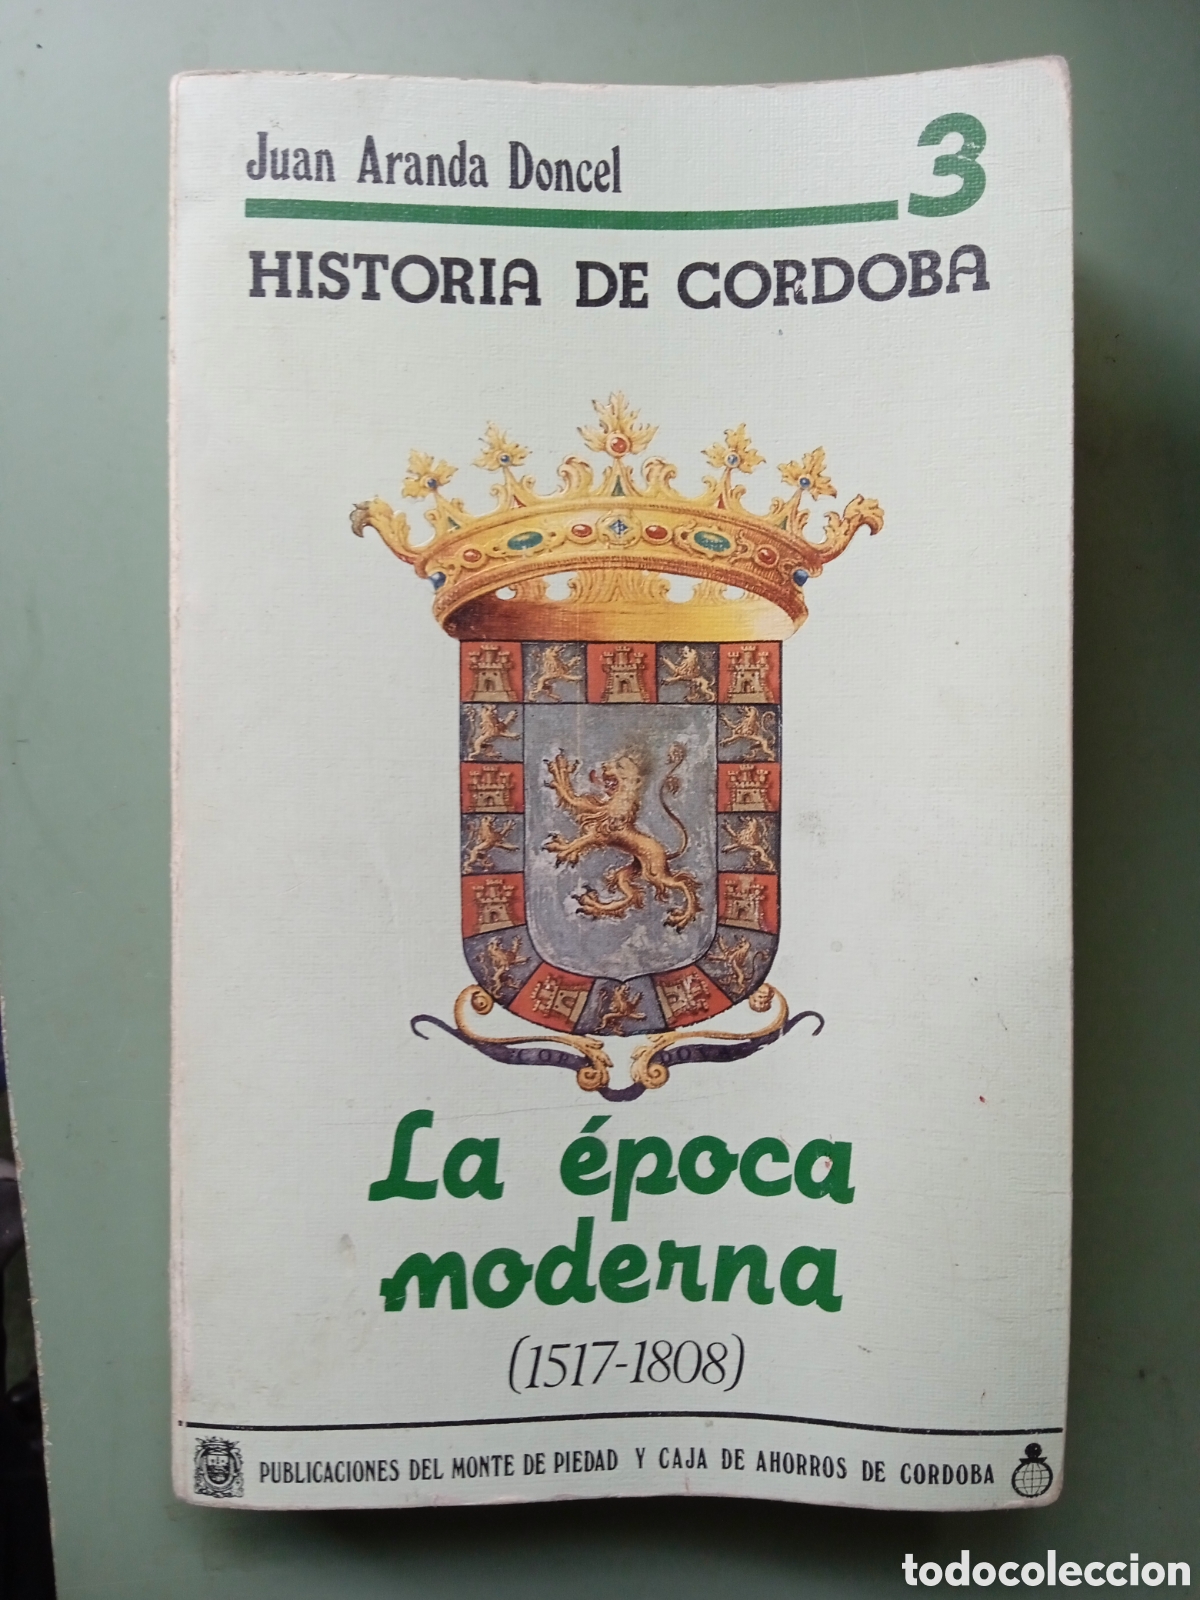 Juan Aranda Doncel
3
HISTORIA DE CORDOBA
La época
moderna
(1517-1808)
PUBLICACIONES DEL MONTE DE PIEDAD Y CAJA DE AHORROS DE CORDOBA
todocoleccion